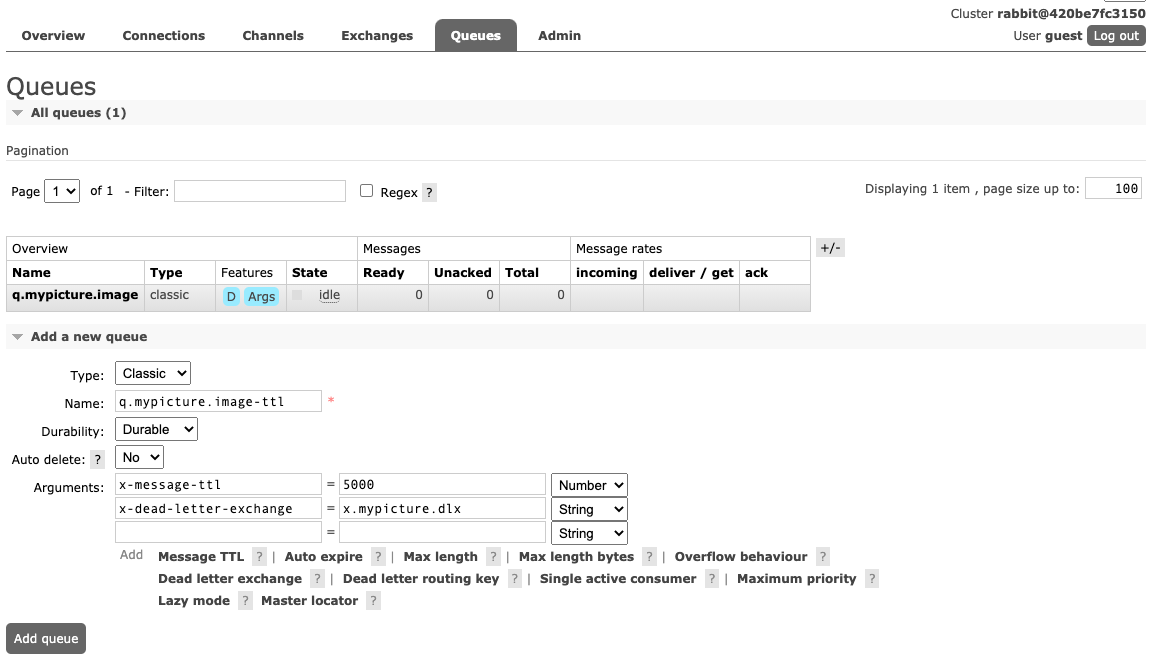 Cluster rabbit@420be7fc3150
Overview Connections Channels Exchanges Queues Admin
User guest Log out
Queues
All queues (1)
Pagination
Page 1 of 1 - Filter: Regex ?
Displaying 1 item , page size up to: 100
Overview Messages Message rates +/-
Name Type Features State Ready Unacked Total incoming deliver / get ack
q.mypicture.image classic D Args idle 0 0 0
Add a new queue
Type: Classic
Name: q.mypicture.image-ttl *
Durability: Durable
Auto delete: ? No
Arguments: x-message-ttl = 5000 Number
x-dead-letter-exchange = x.mypicture.dlx String
= String
Add Message TTL ? | Auto expire ? | Max length ? | Max length bytes ? | Overflow behaviour ?
Dead letter exchange ? | Dead letter routing key ? | Single active consumer ? | Maximum priority ?
Lazy mode ? Master locator ?
Add queue